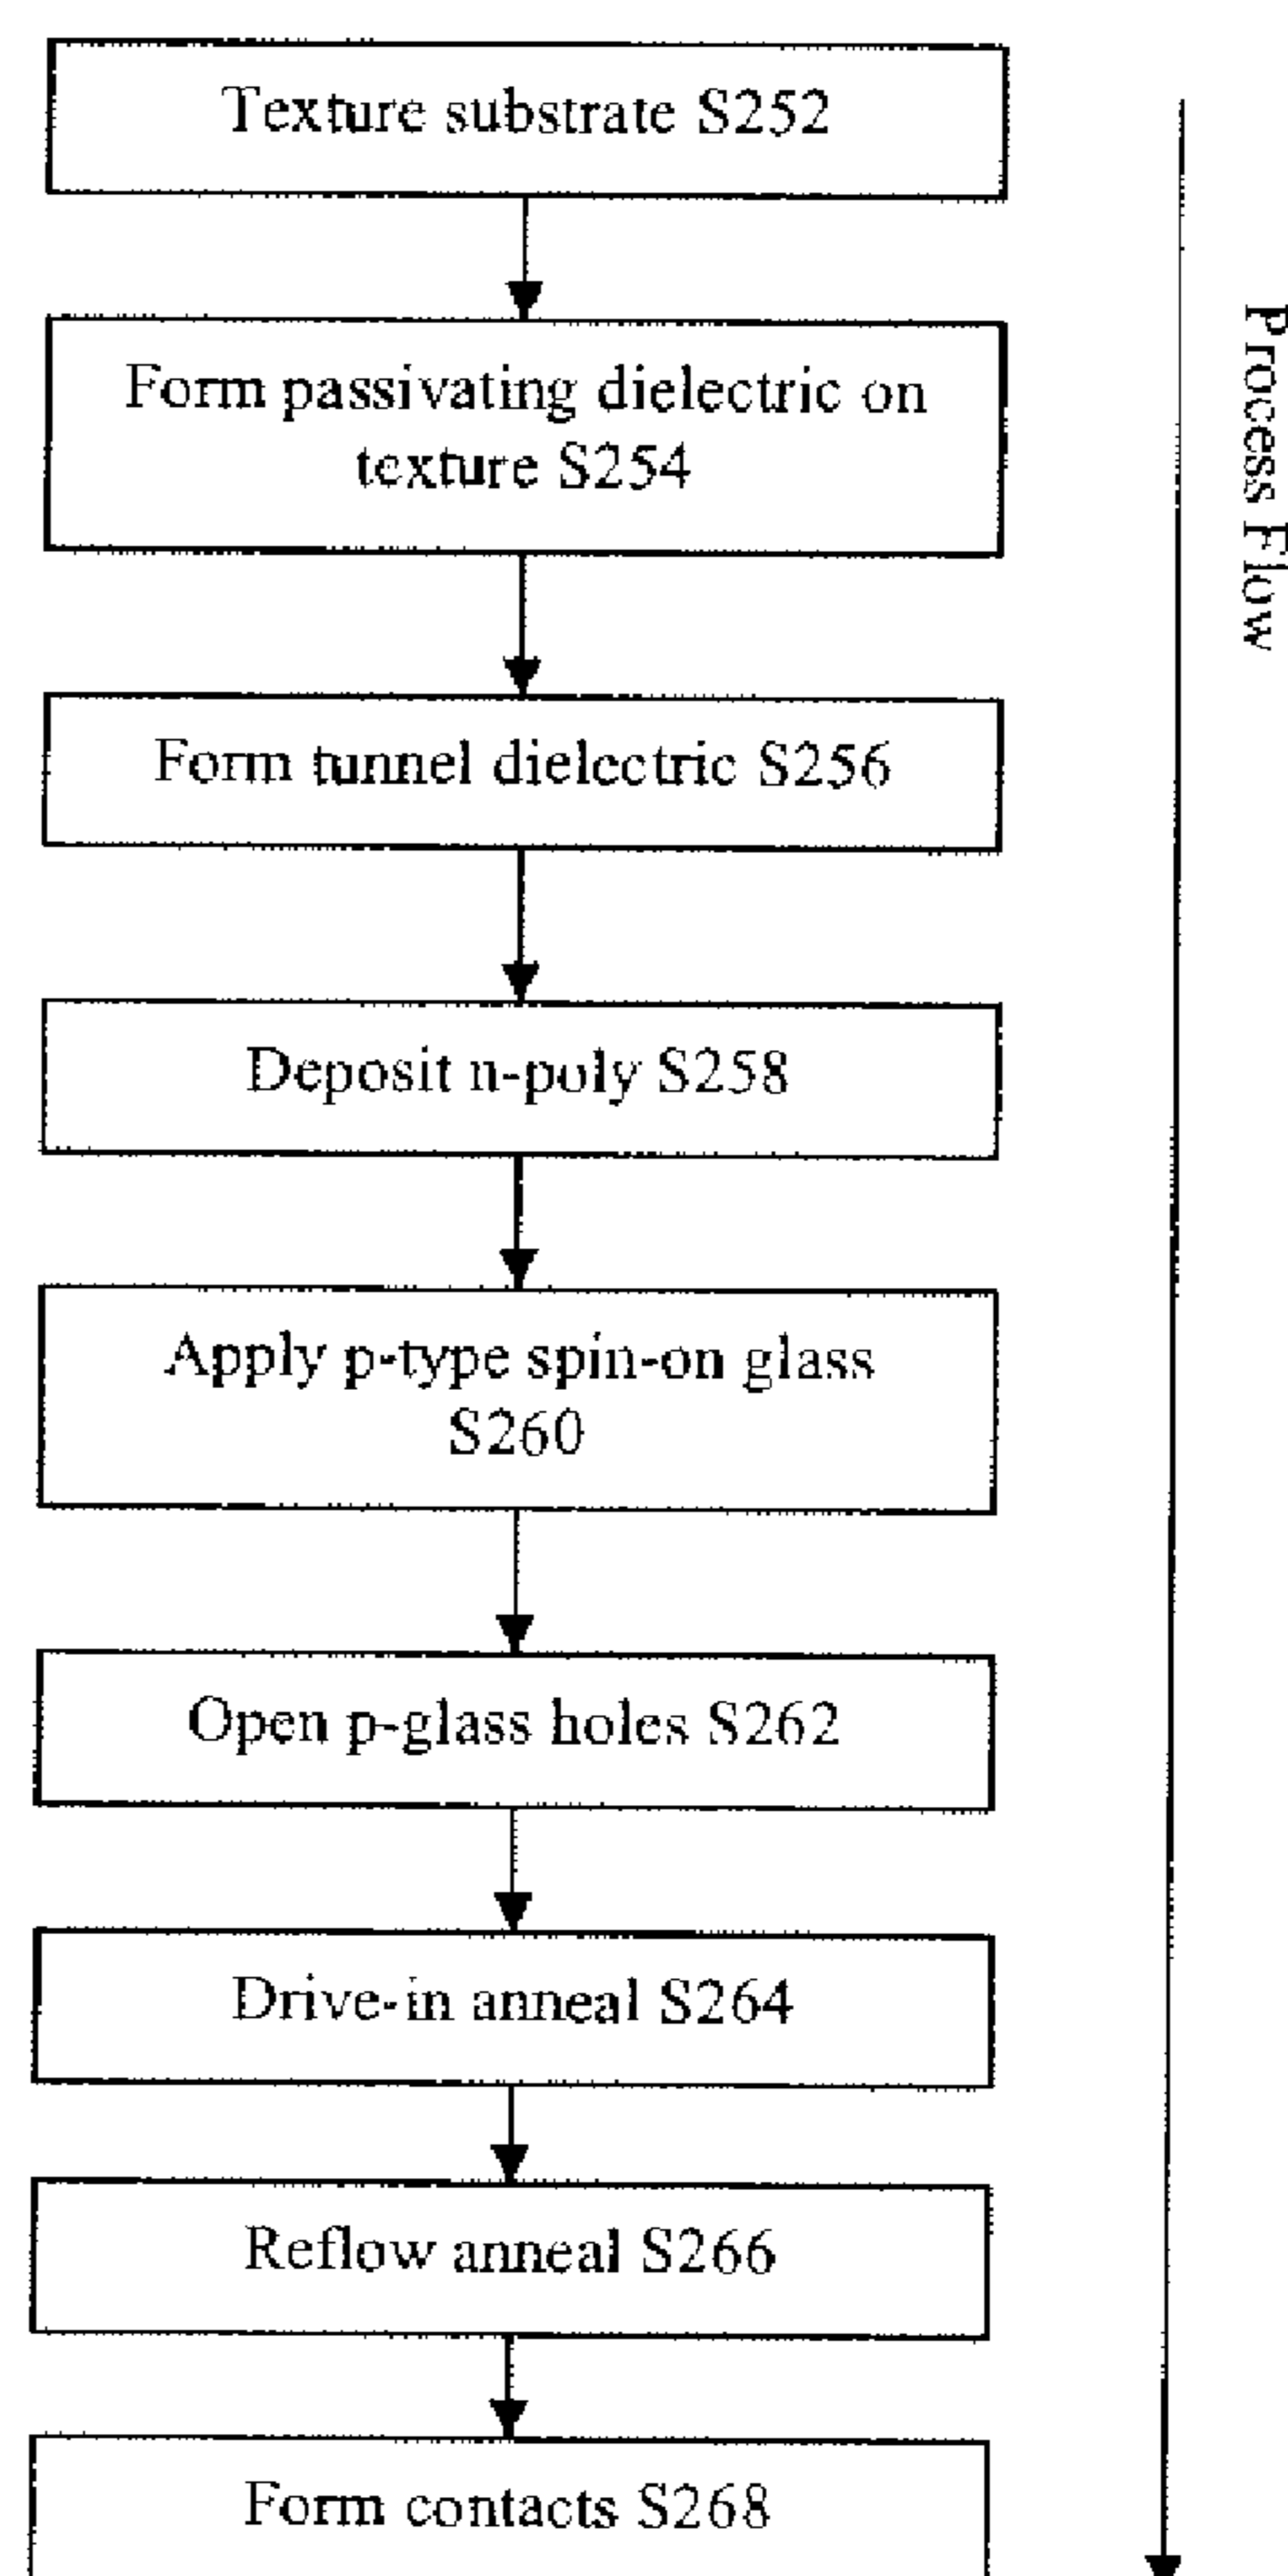 Texture substrate S252
Form passivating dielectric on
texture S254
Form tunnel dielectric S256
Deposit n-poly S258
Apply p-type spin-on glass
S260
Open p-glass holes S262
Drive-in anneal S264
Reflow anneal S266
Form contacts S268
Process Flow